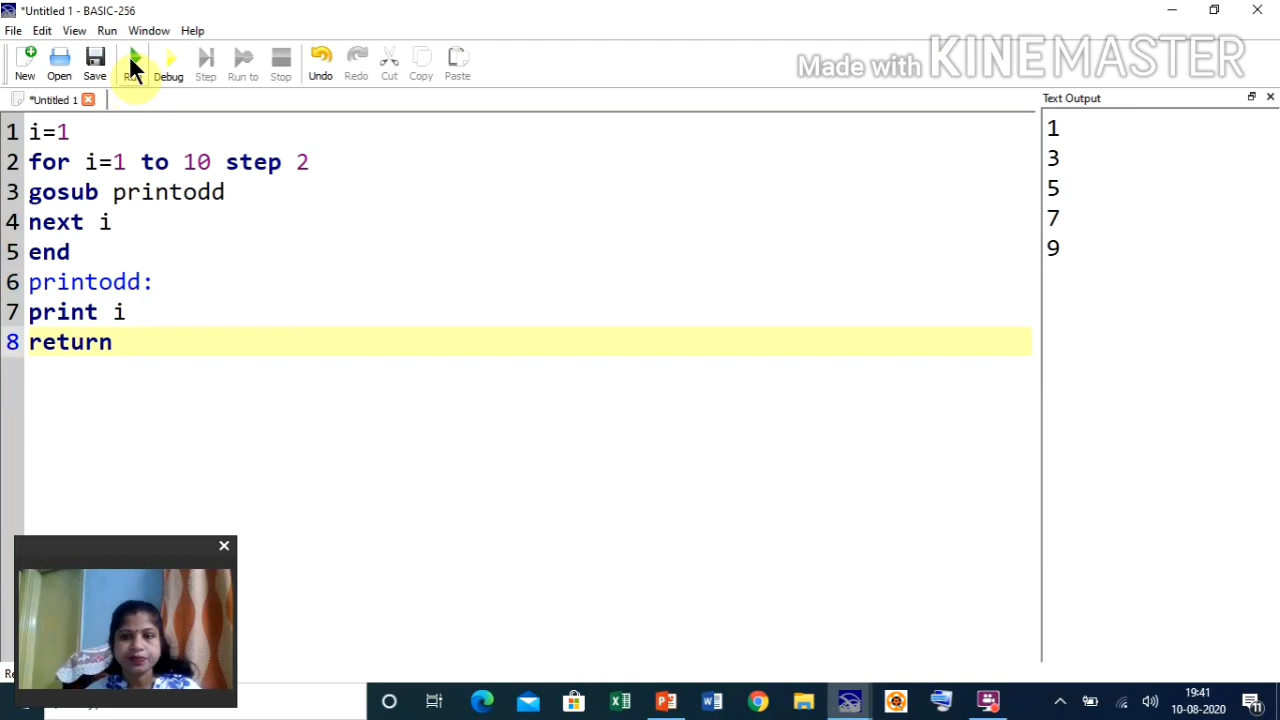 *Untitled 1 - BASIC-256
File Edit View Run Window Help
Made with KINEMASTER
New Open Save Run Debug Step Run to Stop Undo Redo Cut Copy Paste
*Untitled 1
Text Output
1 i=1
2 for i=1 to 10 step 2
3 gosub printodd
4 next i
5 end
6 printodd:
7 print i
8 return
1
3
5
7
9
19:41
10-08-2020
11